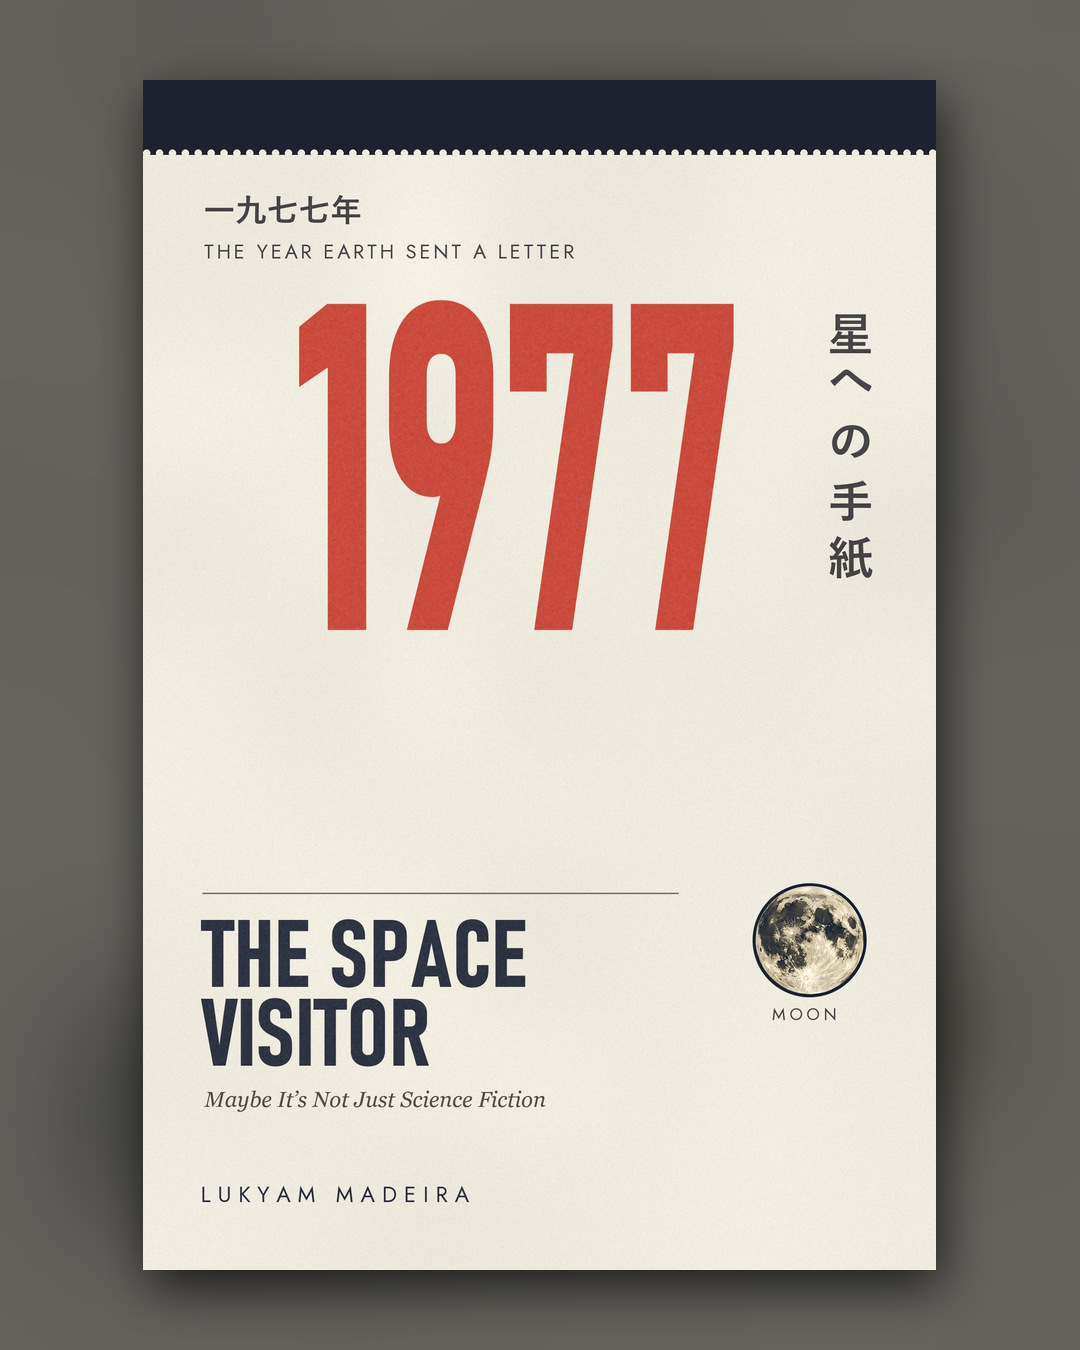 一九七七年
THE YEAR EARTH SENT A LETTER
1977
星への手紙
THE SPACE
VISITOR
Maybe It’s Not Just Science Fiction
MOON
LUKYAM MADEIRA